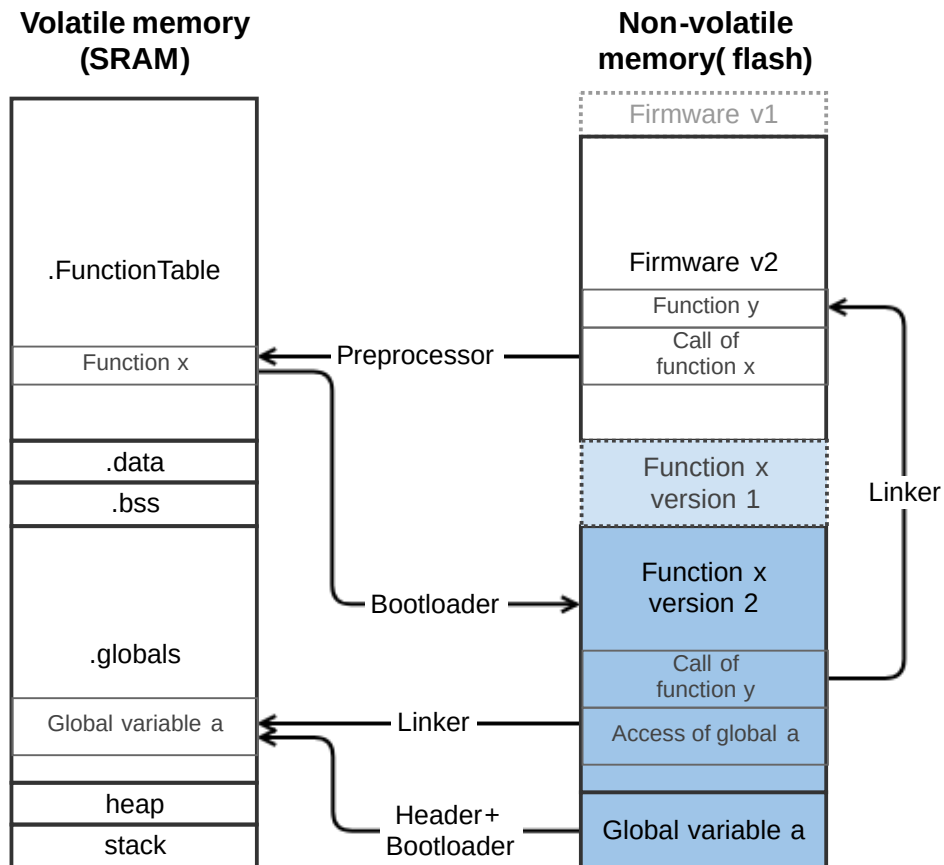 Volatile memory
(SRAM)
.FunctionTable
Function x
.data
.bss
.globals
Global variable a
heap
stack
Preprocessor
Bootloader
Linker
Header+
Bootloader
Non-volatile
memory( flash)
Firmware v1
Firmware v2
Function y
Call of
function x
Function x
version 1
Function x
version 2
Call of
function y
Access of global a
Global variable a
Linker